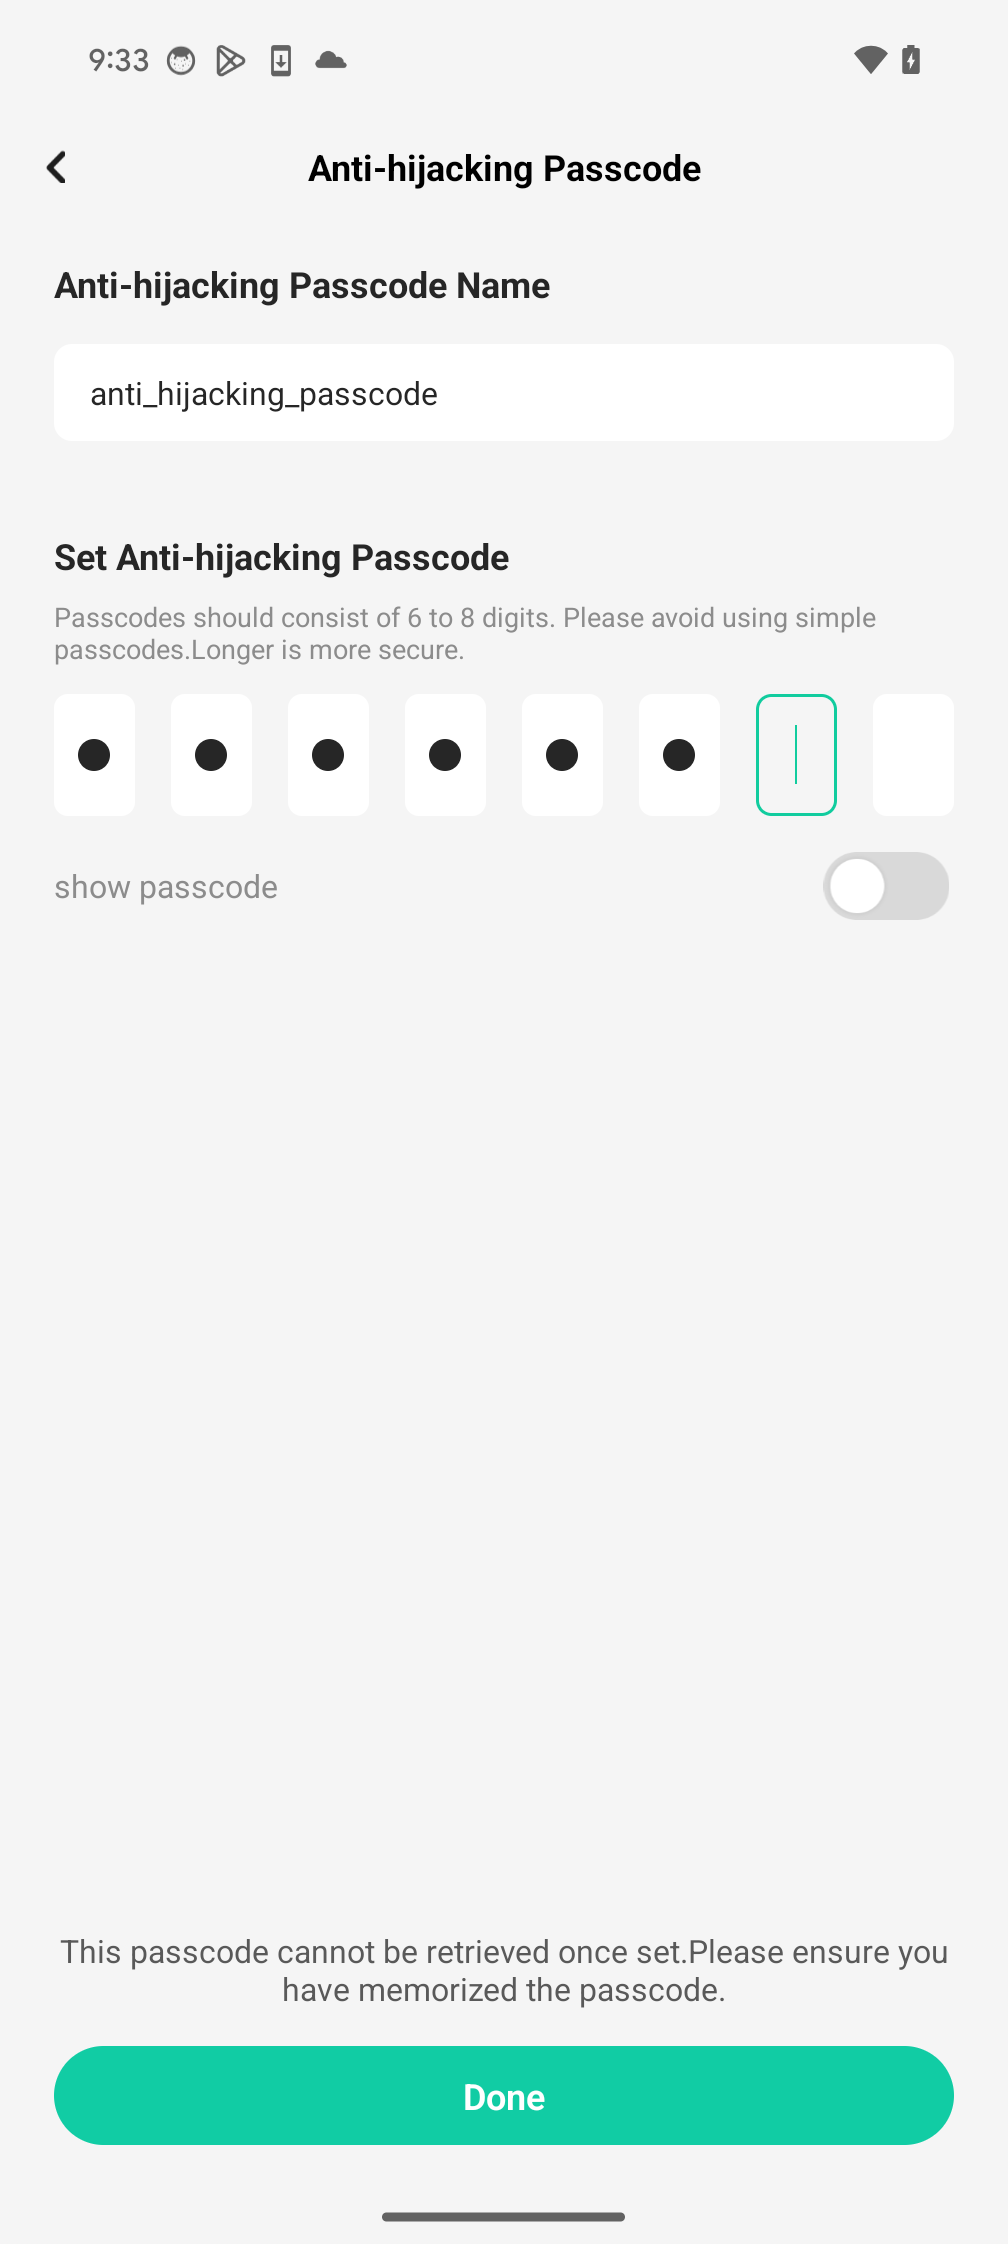 9:33
Anti-hijacking Passcode
Anti-hijacking Passcode Name
anti_hijacking_passcode
Set Anti-hijacking Passcode
Passcodes should consist of 6 to 8 digits. Please avoid using simple
passcodes.Longer is more secure.
show passcode
This passcode cannot be retrieved once set.Please ensure you
have memorized the passcode.
Done